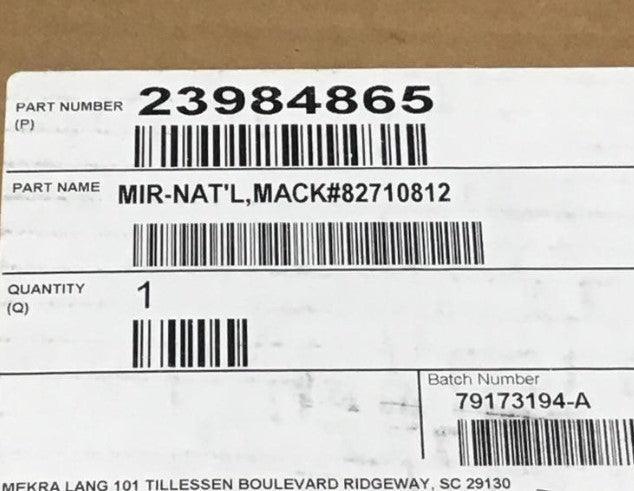 PART NUMBER 23984865
(P)
PART NAME MIR-NAT'L,MACK#82710812
QUANTITY 1
(Q)
Batch Number
79173194-A
MEKRA LANG 101 TILLESSEN BOULEVARD RIDGEWAY, SC 29130